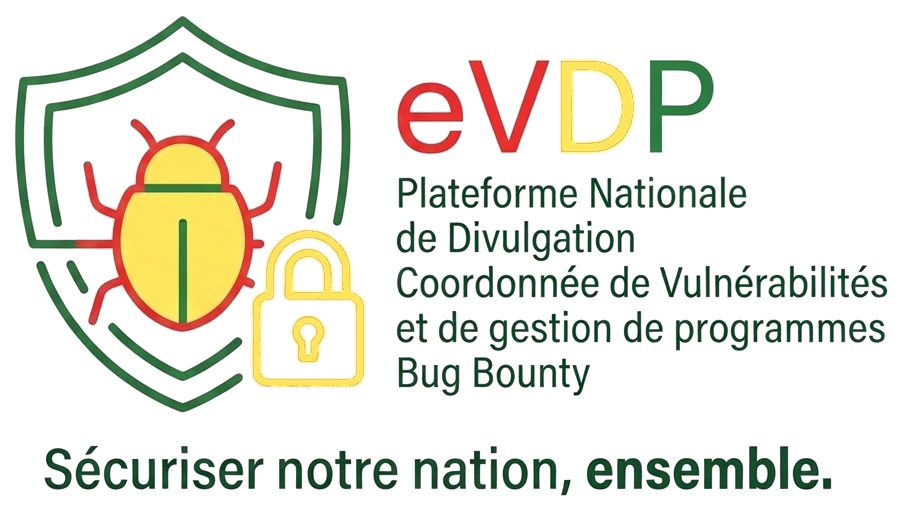 eVDP
Plateforme Nationale
de Divulgation
Coordonnée de Vulnérabilités
et de gestion de programmes
Bug Bounty
Sécuriser notre nation, ensemble.